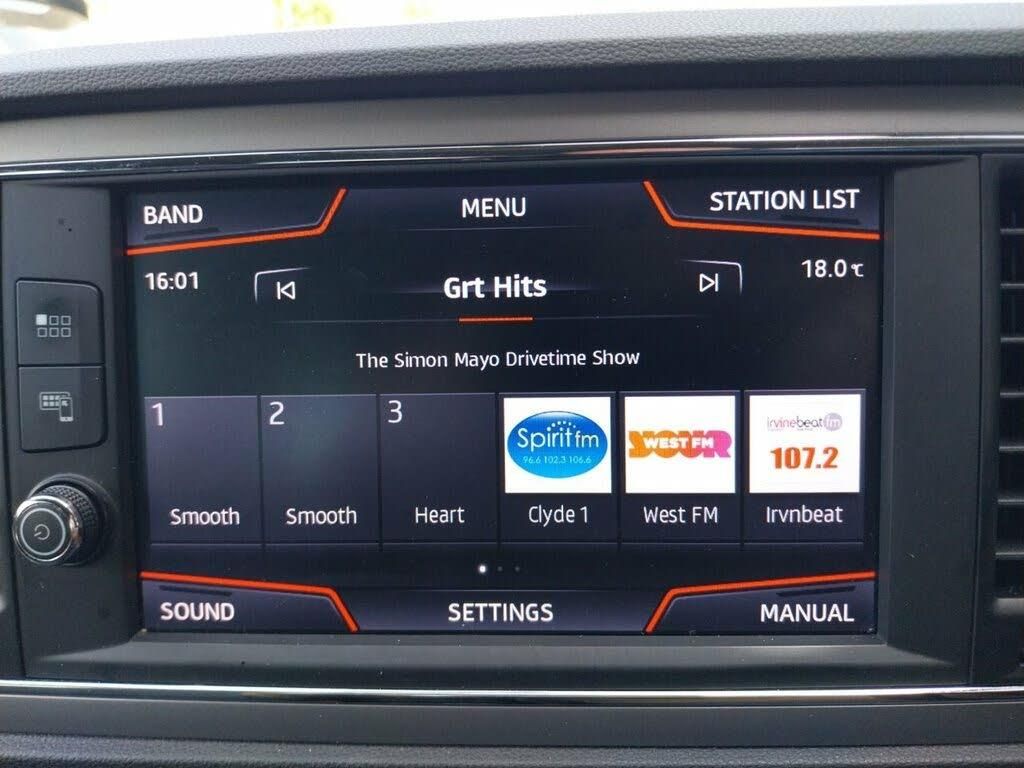 BAND
MENU
STATION LIST
16:01
Grt Hits
18.0°C
The Simon Mayo Drivetime Show
1
2
3
Spirit fm
96.6 102.3 106.6
YOUR
WEST FM
irvinebeat fm
107.2
Smooth
Smooth
Heart
Clyde 1
West FM
Irvnbeat
SOUND
SETTINGS
MANUAL